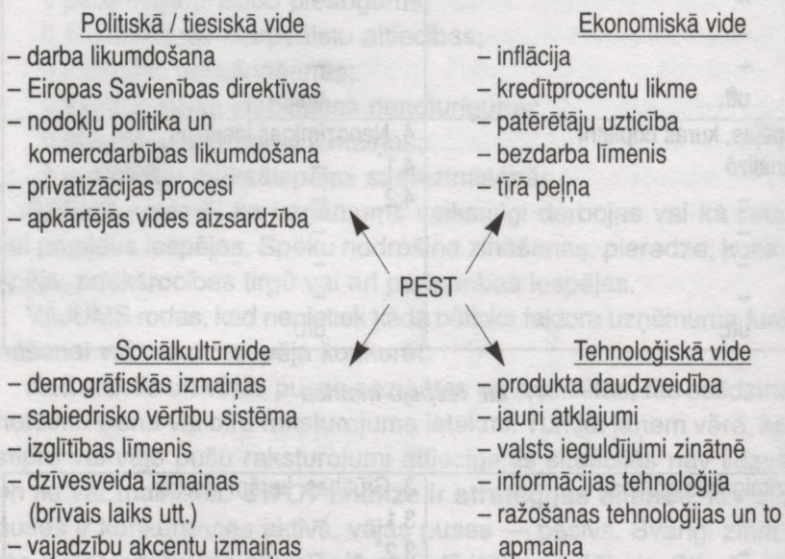 Politiskā / tiesiskā vide
– darba likumdošana
– Eiropas Savienības direktīvas
– nodokļu politika un
komercdarbības likumdošana
– privatizācijas procesi
– apkārtējās vides aizsardzība
Ekonomiskā vide
– inflācija
– kredītprocentu likme
– patērētāju uzticība
– bezdarba līmenis
– tīrā peļņa
PEST
Sociālkultūrvide
– demogrāfiskās izmaiņas
– sabiedrisko vērtību sistēma
– izglītības līmenis
– dzīvesveida izmaiņas
(brīvais laiks utt.)
– vajadzību akcentu izmaiņas
Tehnoloģiskā vide
– produkta daudzveidība
– jauni atklājumi
– valsts ieguldījumi zinātnē
– informācijas tehnoloģija
– ražošanas tehnoloģijas un to
apmaiņa